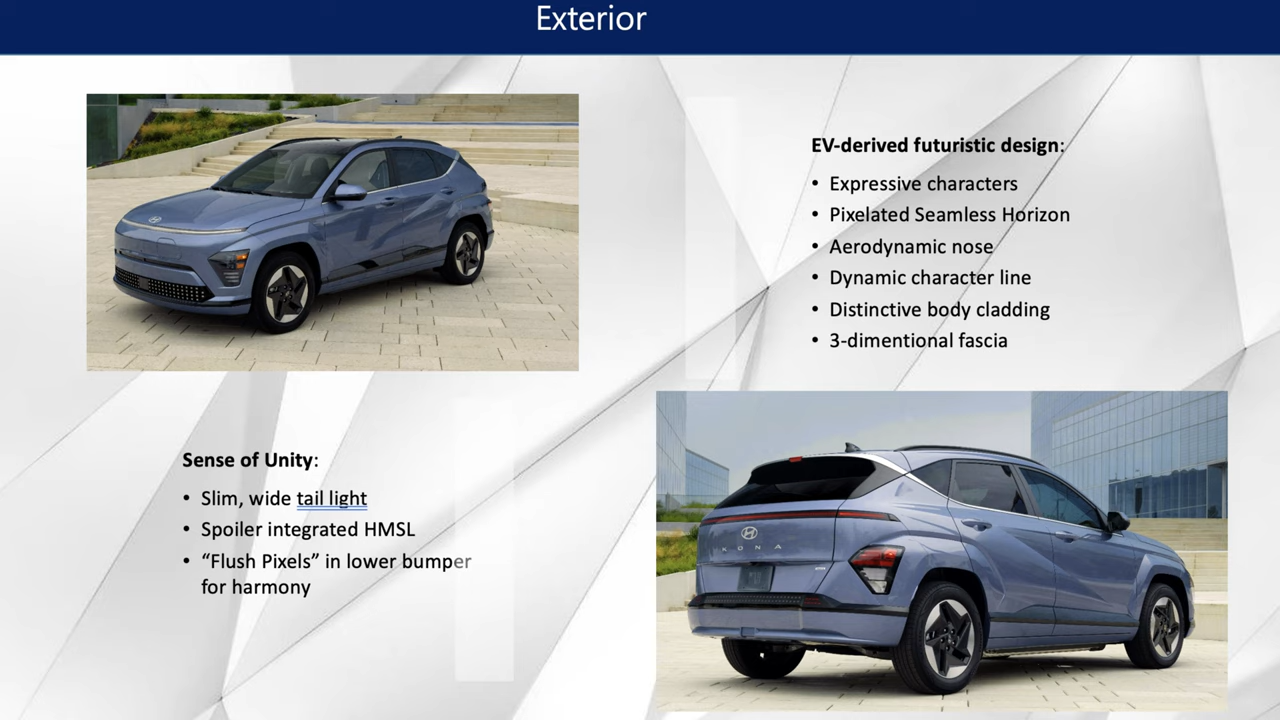 Exterior
EV-derived futuristic design:
• Expressive characters
• Pixelated Seamless Horizon
• Aerodynamic nose
• Dynamic character line
• Distinctive body cladding
• 3-dimentional fascia
Sense of Unity:
• Slim, wide tail light
• Spoiler integrated HMSL
• “Flush Pixels” in lower bumper
for harmony
KONA